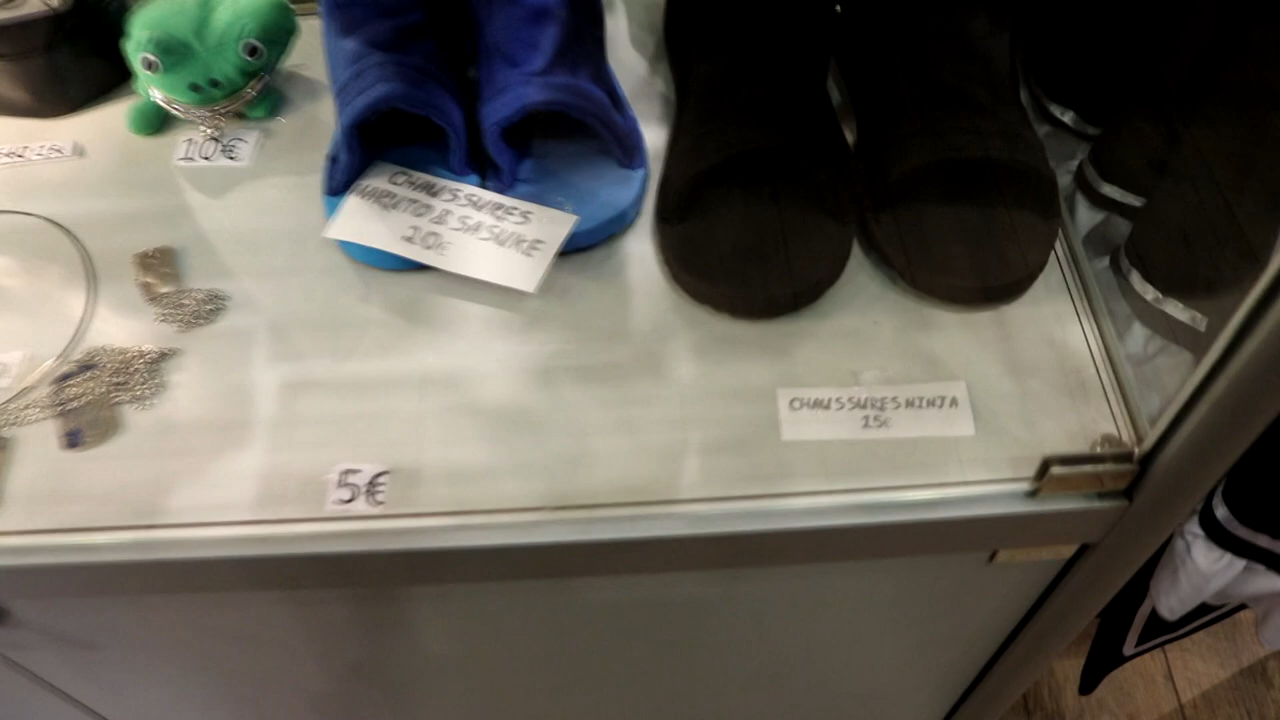 10€
CHAUSSURES
NARUTO & SASUKE
20€
CHAUSSURES NINJA
15€
5€